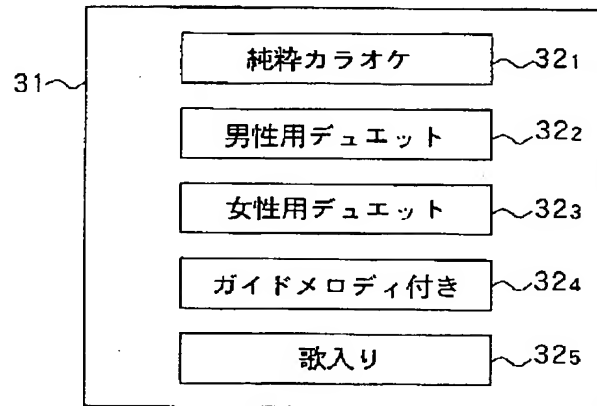 純粋カラオケ 32₁
31
男性用デュエット 32₂
女性用デュエット 32₃
ガイドメロディ付き 32₄
歌入り 32₅